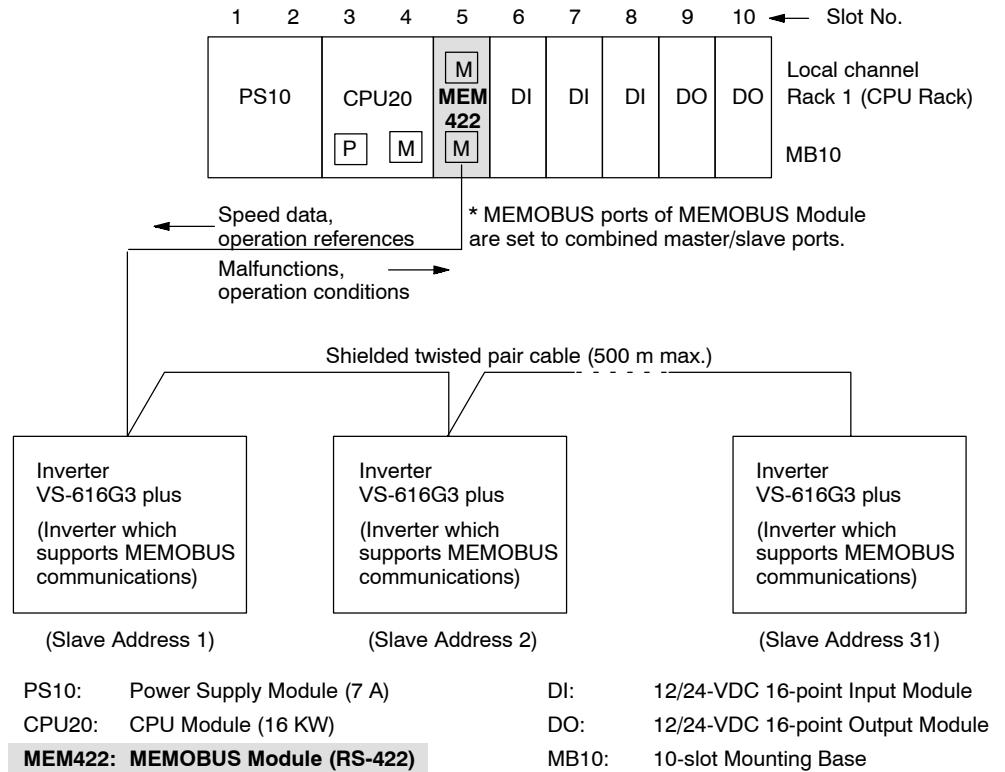 1 2 3 4 5 6 7 8 9 10 Slot No.
PS10 CPU20 M MEM 422 DI DI DI DO DO
P M M
Local channel
Rack 1 (CPU Rack)
MB10
Speed data,
operation references
Malfunctions,
operation conditions
* MEMOBUS ports of MEMOBUS Module
are set to combined master/slave ports.
Shielded twisted pair cable (500 m max.)
Inverter
VS-616G3 plus
(Inverter which
supports MEMOBUS
communications)
(Slave Address 1)
Inverter
VS-616G3 plus
(Inverter which
supports MEMOBUS
communications)
(Slave Address 2)
Inverter
VS-616G3 plus
(Inverter which
supports MEMOBUS
communications)
(Slave Address 31)
PS10: Power Supply Module (7 A)
CPU20: CPU Module (16 KW)
MEM422: MEMOBUS Module (RS-422)
DI: 12/24-VDC 16-point Input Module
DO: 12/24-VDC 16-point Output Module
MB10: 10-slot Mounting Base